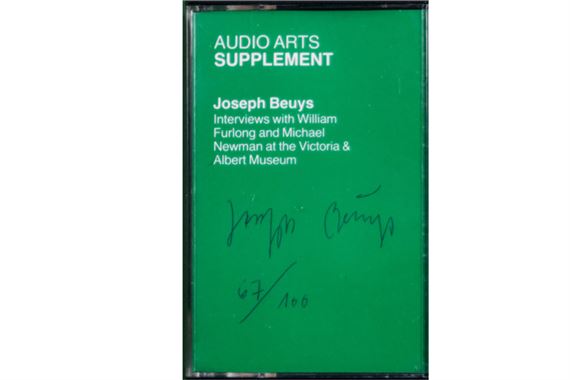 AUDIO ARTS
SUPPLEMENT
Joseph Beuys
Interviews with William
Furlong and Michael
Newman at the Victoria &
Albert Museum
Joseph Beuys
67/100